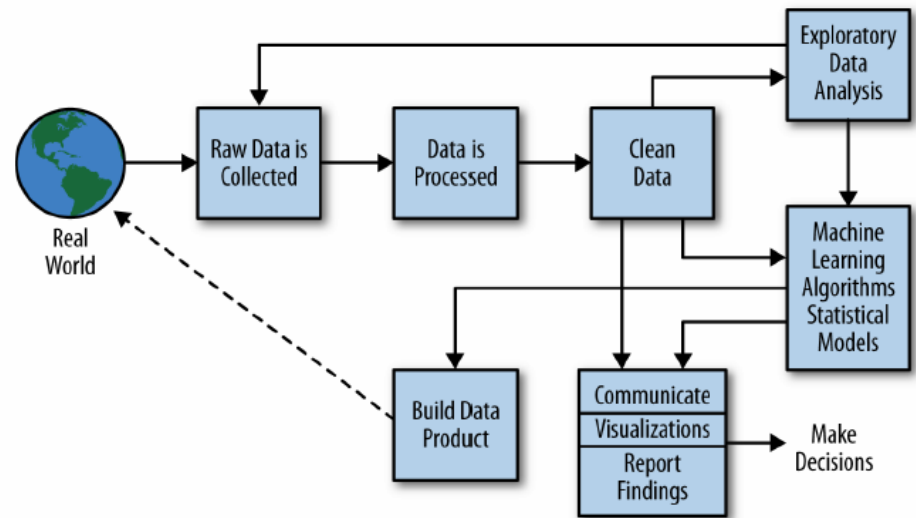 Exploratory
Data
Analysis
Raw Data is
Collected
Data is
Processed
Clean
Data
Real
World
Machine
Learning
Algorithms
Statistical
Models
Build Data
Product
Communicate
Visualizations
Report
Findings
Make
Decisions